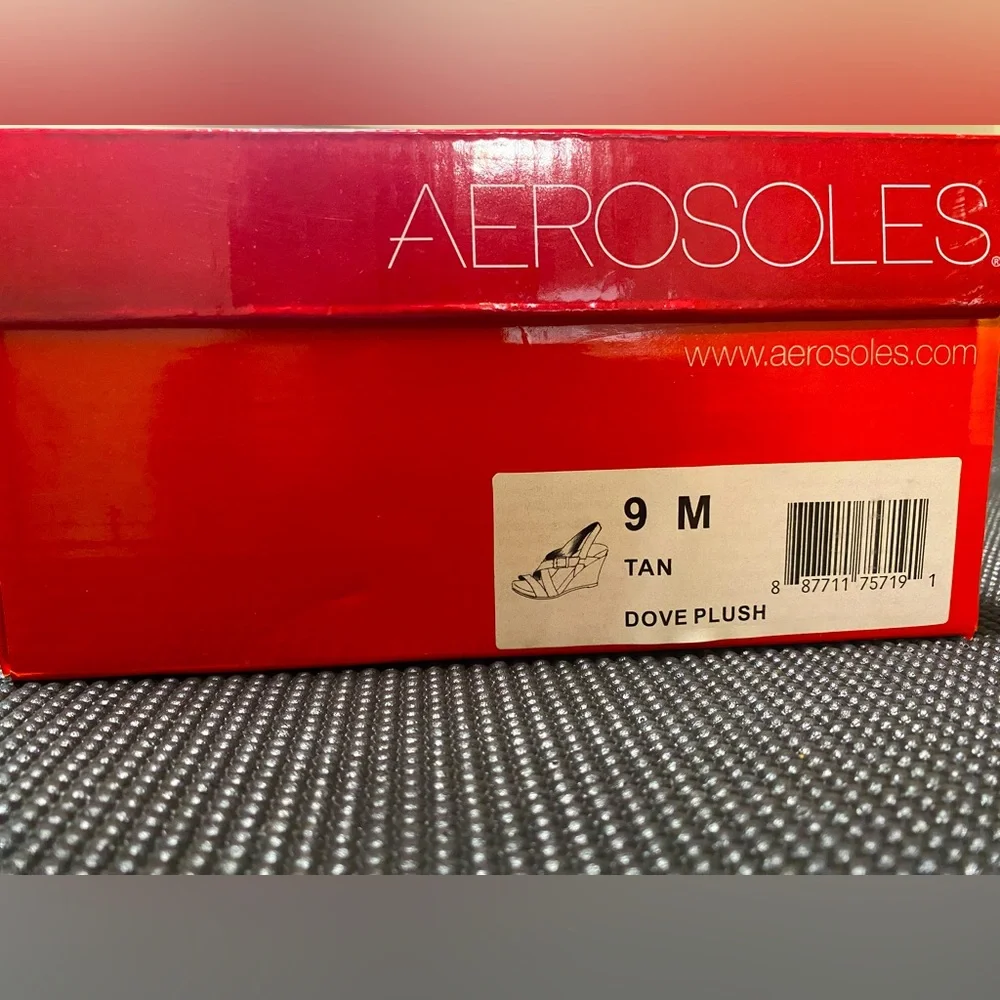 AEROSOLES®
www.aerosoles.com
9 M
TAN
DOVE PLUSH
8 87711 75719 1